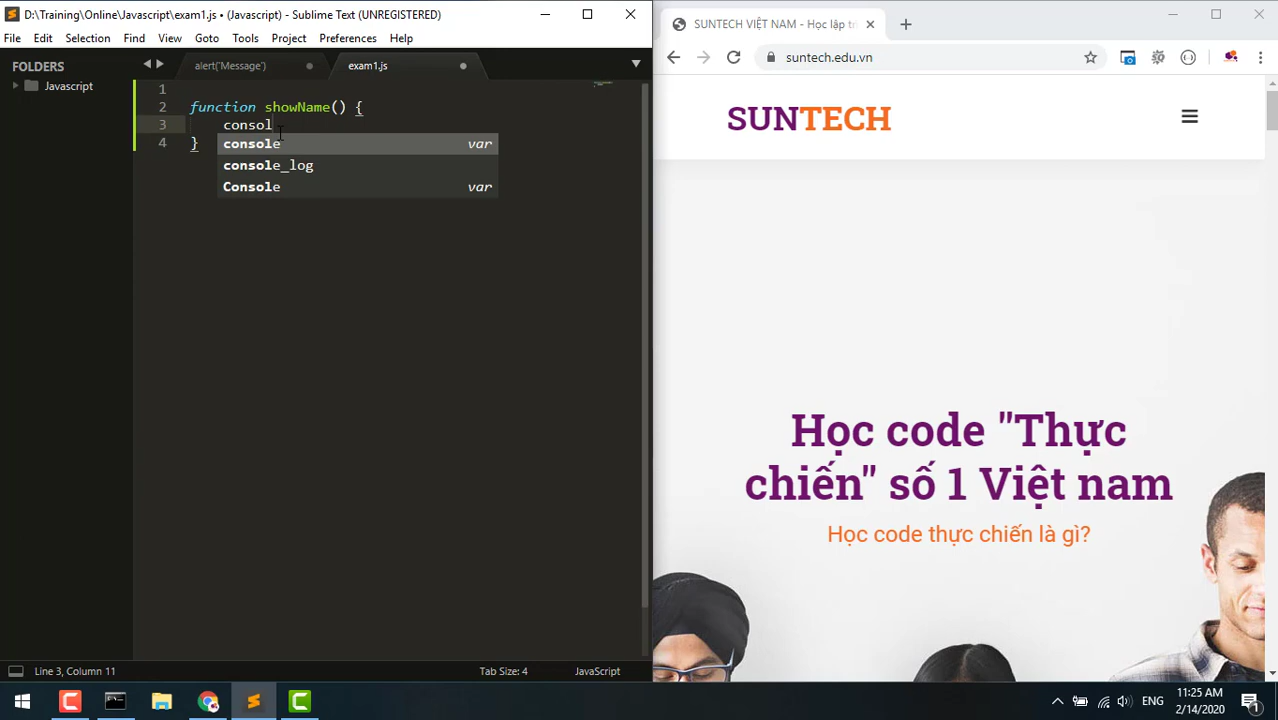 D:\Training\Online\Javascript\exam1.js • (Javascript) - Sublime Text (UNREGISTERED)
File Edit Selection Find View Goto Tools Project Preferences Help
FOLDERS
Javascript
alert('Message')
exam1.js
1
2 function showName() {
3 consol
4 }
console var
console_log
Console var
Line 3, Column 11
Tab Size: 4
JavaScript
SUNTECH VIỆT NAM - Học lập trì
suntech.edu.vn
SUNTECH
Học code "Thực
chiến" số 1 Việt nam
Học code thực chiến là gì?
ENG
11:25 AM
2/14/2020
1